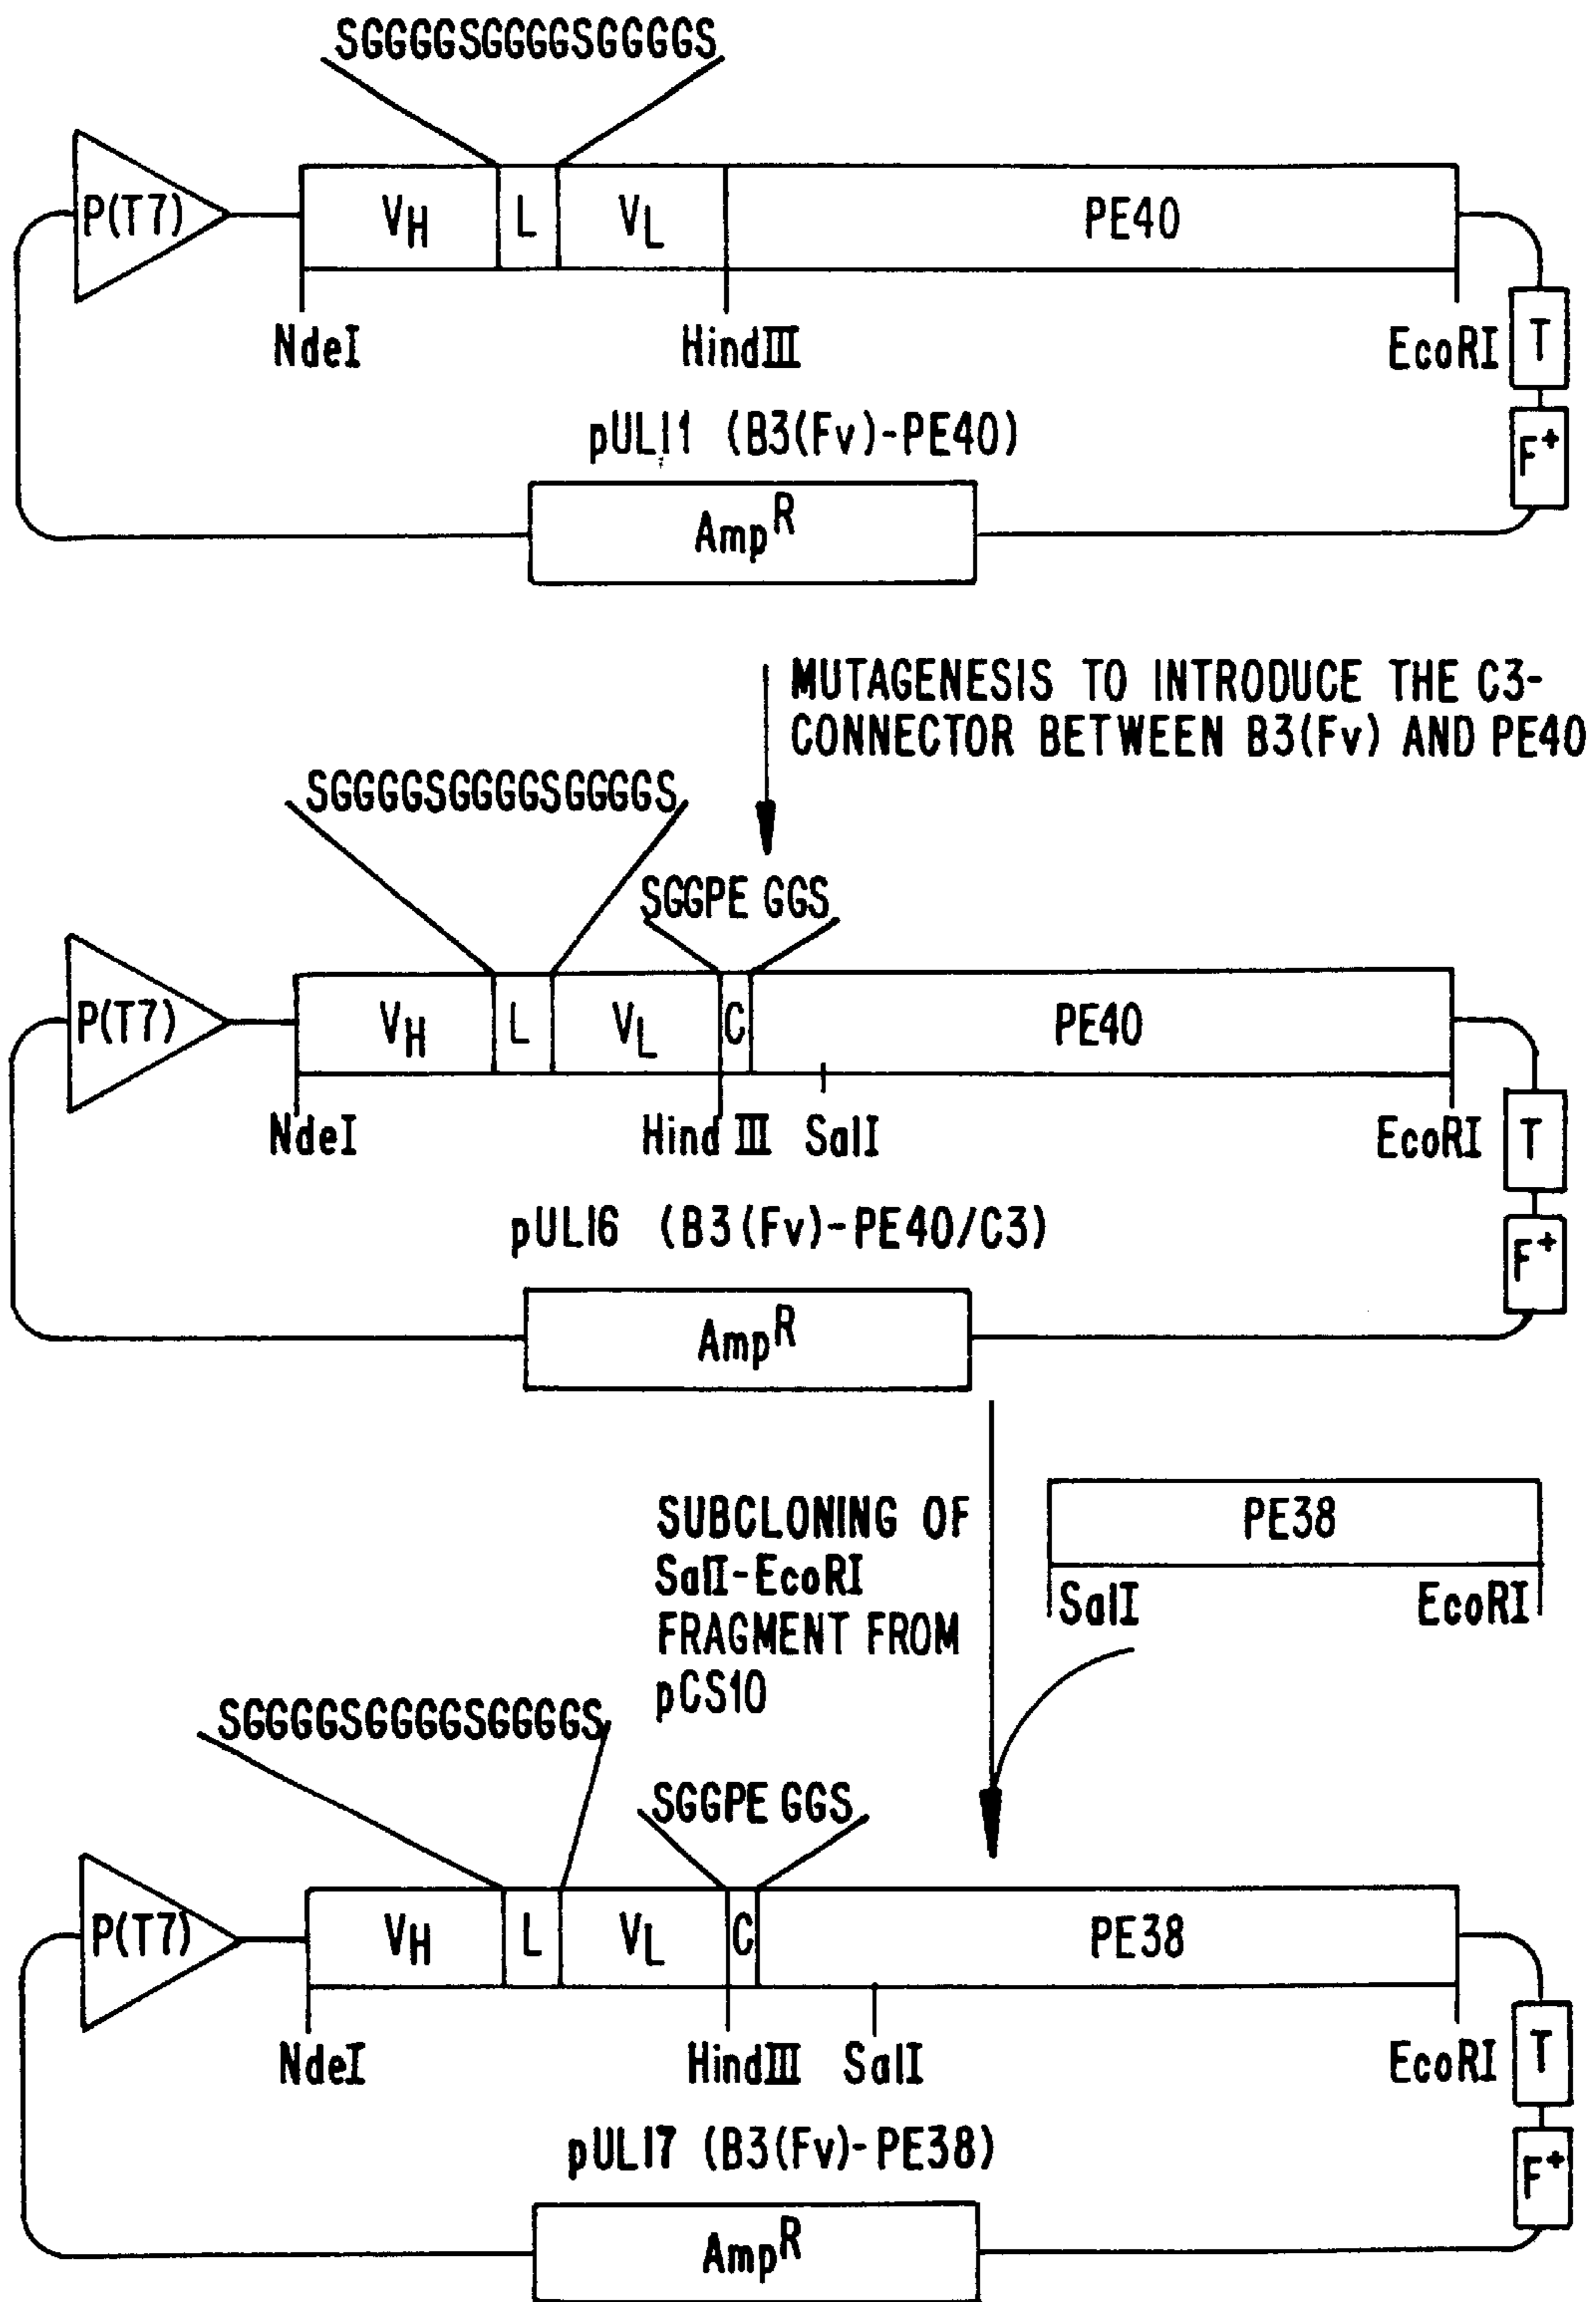 SGGGGSGGGGSGGGGS
P(T7)
VH
L
VL
PE40
NdeI
HindIII
EcoRI
T
F+
pULI1 (B3(Fv)-PE40)
AmpR
MUTAGENESIS TO INTRODUCE THE C3-
CONNECTOR BETWEEN B3(Fv) AND PE40
SGGGGSGGGGSGGGGS
SGGPE GGS
P(T7)
VH
L
VL
C
PE40
NdeI
Hind III
SalI
EcoRI
T
F+
pULI6 (B3(Fv)-PE40/C3)
AmpR
SUBCLONING OF
SalI-EcoRI
FRAGMENT FROM
pCS10
PE38
SalI
EcoRI
SGGGGSGGGGSGGGGS
SGGPE GGS
P(T7)
VH
L
VL
C
PE38
NdeI
HindIII
SalI
EcoRI
T
F+
pULI7 (B3(Fv)-PE38)
AmpR